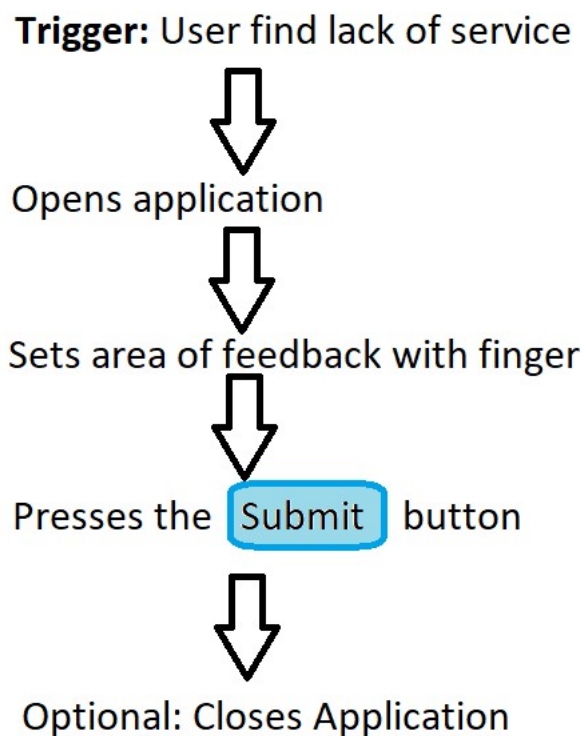 Trigger: User find lack of service
Opens application
Sets area of feedback with finger
Presses the Submit button
Optional: Closes Application